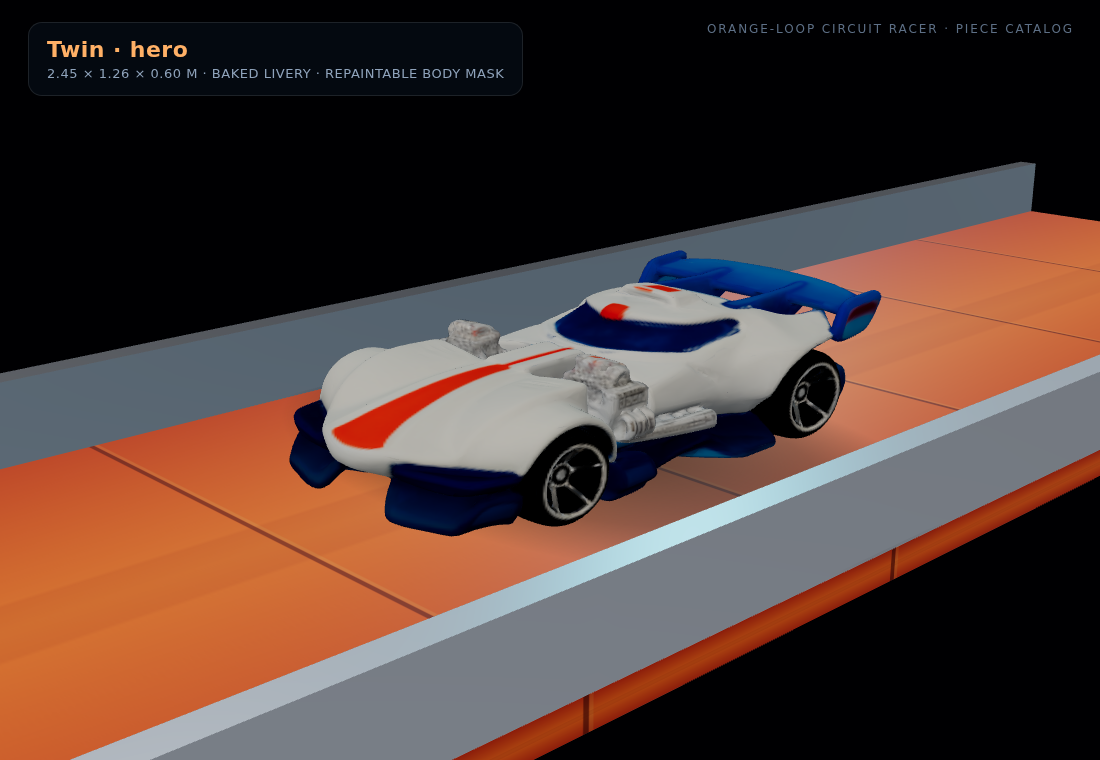 Twin · hero
2.45 × 1.26 × 0.60 M · BAKED LIVERY · REPAINTABLE BODY MASK
ORANGE-LOOP CIRCUIT RACER · PIECE CATALOG